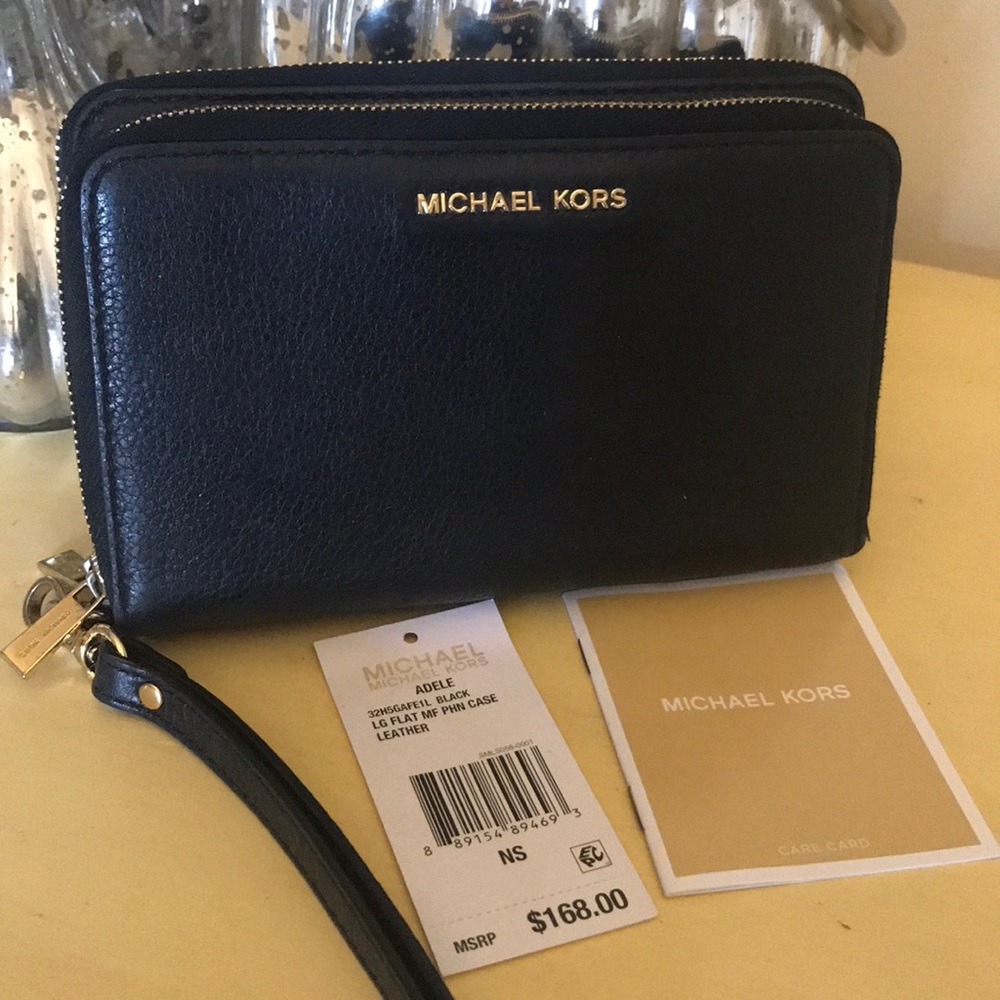 MICHAEL KORS
MICHAEL
MICHAEL KORS
ADELE
32H5GAFE1L BLACK
LG FLAT MF PHN CASE
LEATHER
8 89154 89469 3
NS
MSRP $168.00
MICHAEL KORS
CARE CARD